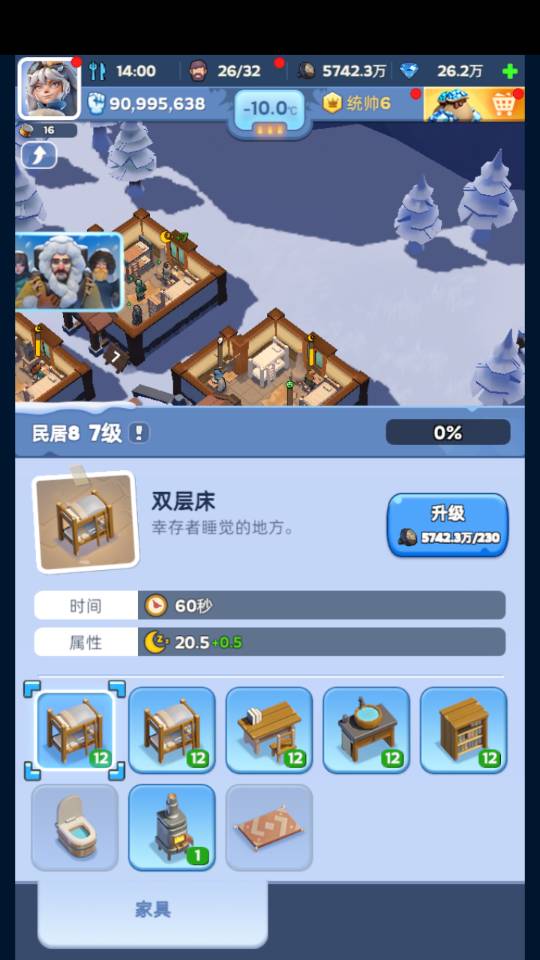 14:00
26/32
5742.3万
26.2万
90,995,638
-10.0℃
统帅6
16
7
民居8 7级 !
0%
双层床
幸存者睡觉的地方。
升级
5742.3万/230
时间
60秒
属性
20.5+0.5
12
12
12
12
12
1
家具